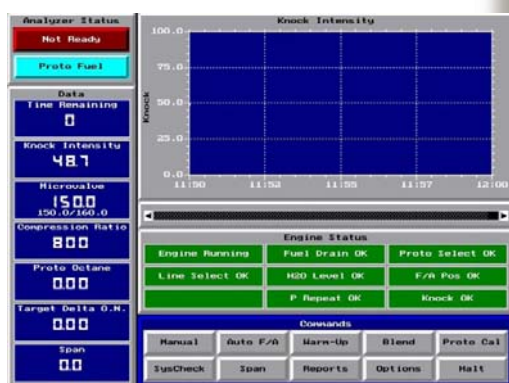 Analyzer Status
Not Ready
Proto Fuel
Data
Time Remaining
0
Knock Intensity
48.7
Microvalve
150.0
150.0/160.0
Compression Ratio
800
Proto Octane
0.00
Target Delta O.N.
0.00
Span
0.0
Knock Intensity
Knock
100.0
75.0
50.0
25.0
0.0
11:50 11:52 11:55 11:57 12:00
Engine Status
Engine Running Fuel Drain OK Proto Select OK
Line Select OK H2O Level OK F/A Pos OK
P Repeat OK Knock OK
Commands
Manual Auto F/A Warm-Up Blend Proto Cal
SysCheck Span Reports Options Halt